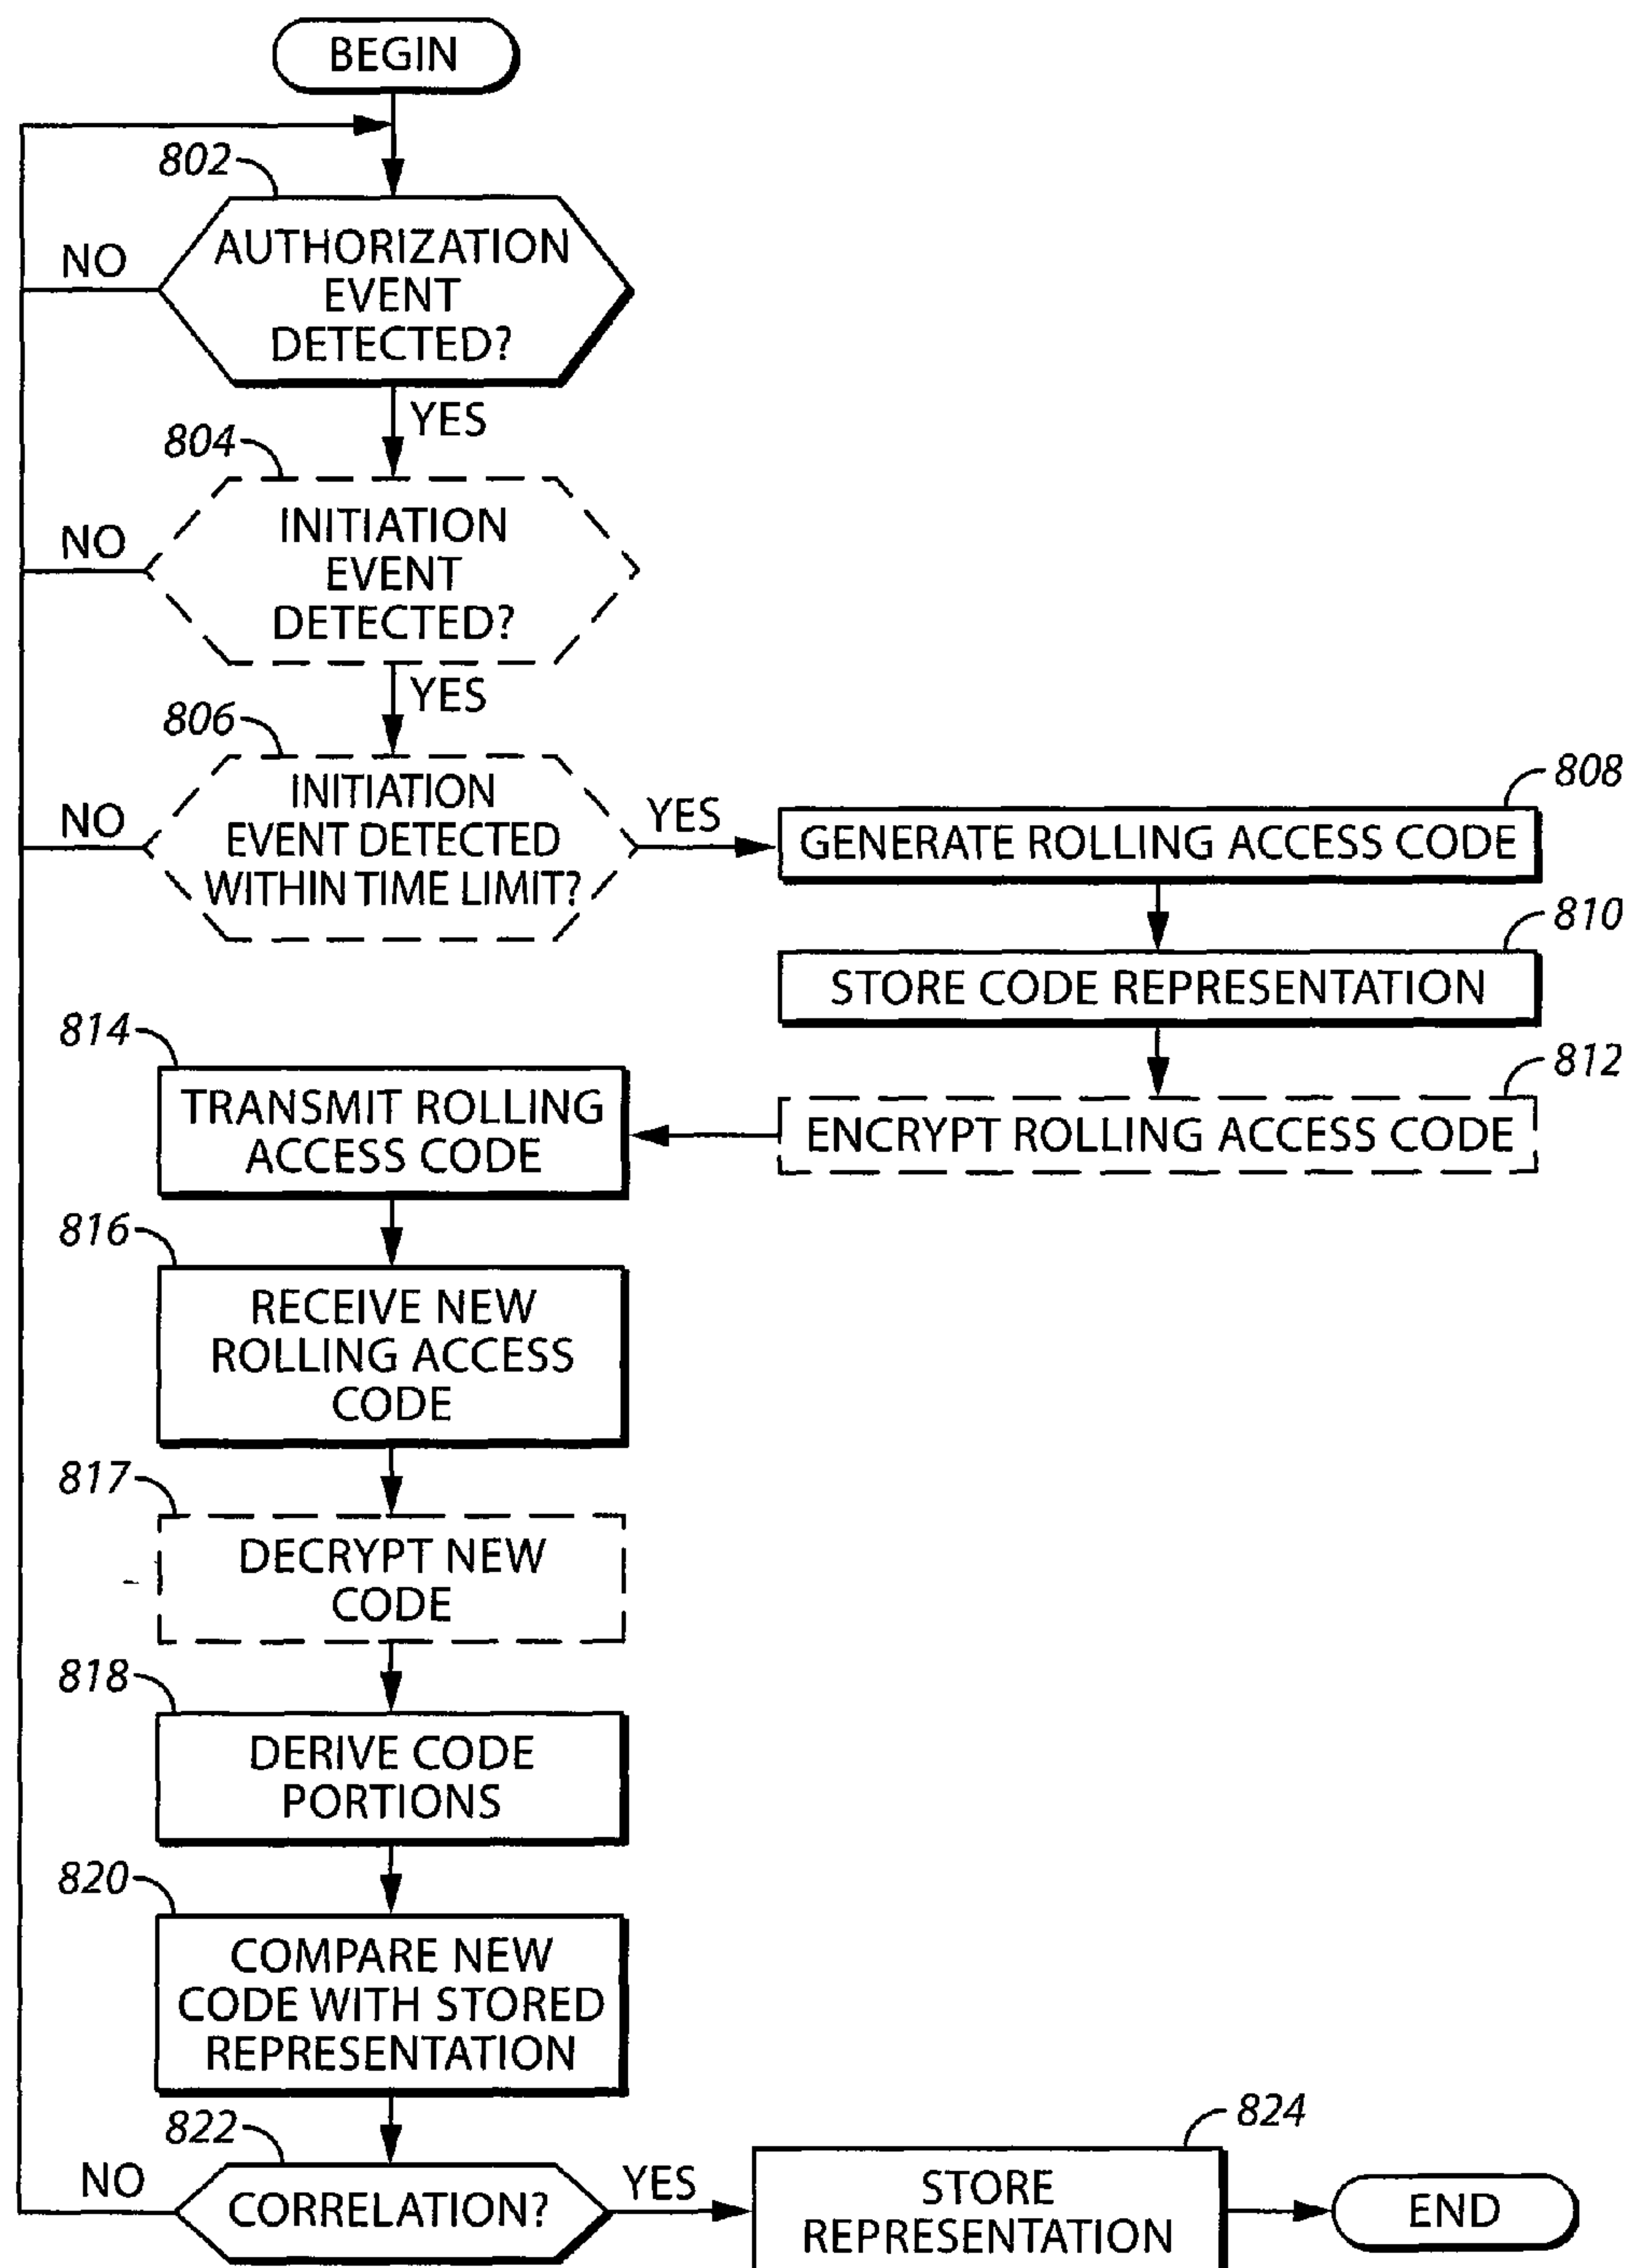 BEGIN
802
AUTHORIZATION
EVENT
DETECTED?
NO
YES
804
INITIATION
EVENT
DETECTED?
NO
YES
806
INITIATION
EVENT DETECTED
WITHIN TIME LIMIT?
NO
YES
808
GENERATE ROLLING ACCESS CODE
810
STORE CODE REPRESENTATION
812
ENCRYPT ROLLING ACCESS CODE
814
TRANSMIT ROLLING
ACCESS CODE
816
RECEIVE NEW
ROLLING ACCESS
CODE
817
DECRYPT NEW
CODE
818
DERIVE CODE
PORTIONS
820
COMPARE NEW
CODE WITH STORED
REPRESENTATION
822
CORRELATION?
NO
YES
824
STORE
REPRESENTATION
END